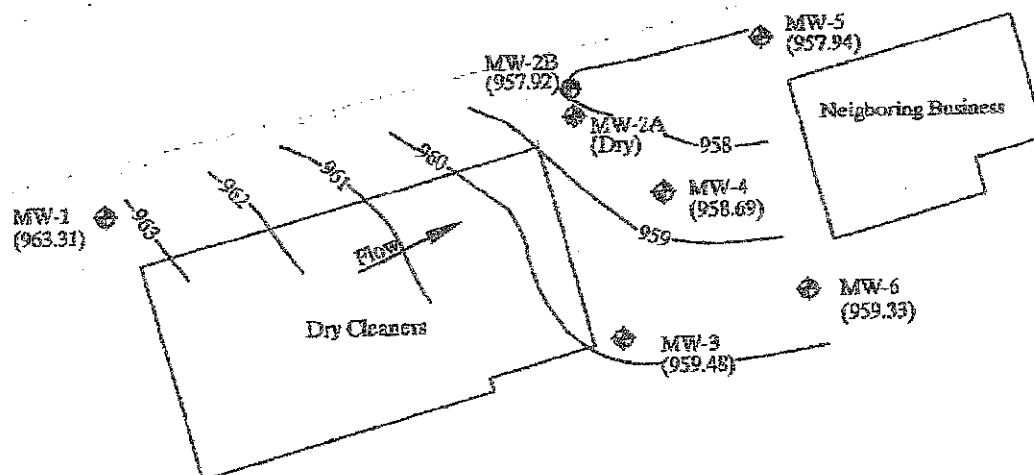 MW-5
(957.94)
MW-2B
(957.92)
Neigboring Business
MW-2A
(Dry)
958
960
961
962
963
MW-4
(958.69)
MW-1
(963.31)
959
Flow
MW-6
(959.33)
Dry Cleaners
MW-3
(959.48)